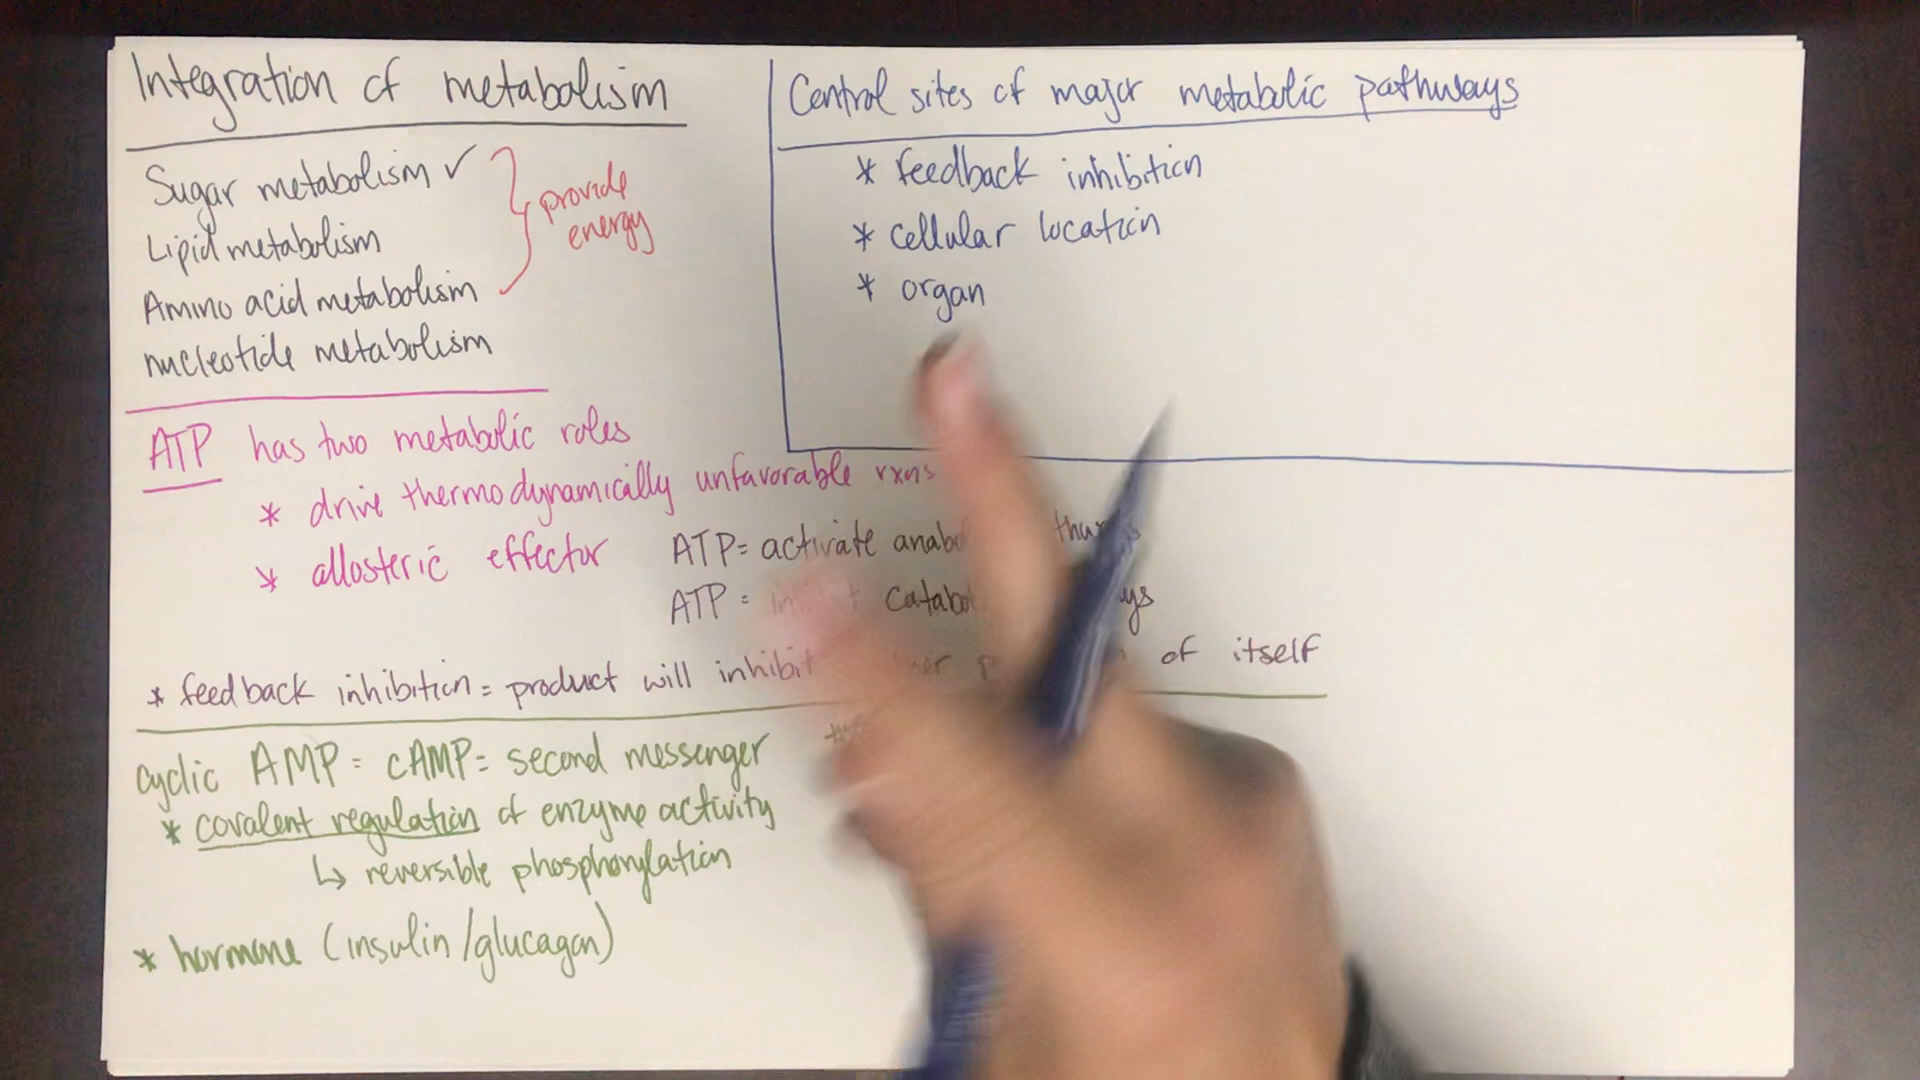 Integration of metabolism
Sugar metabolism ✓
Lipid metabolism
Amino acid metabolism
nucleotide metabolism
provide
energy
Control sites of major metabolic pathways
* feedback inhibition
* cellular location
* organ
ATP has two metabolic roles
* drive thermodynamically unfavorable rxns
* allosteric effector
ATP = activate
ATP =
* feedback inhibition = product will inhibit of itself
cyclic AMP = cAMP = second messenger
* covalent regulation of enzyme activity
↳ reversible phosphorylation
* hormone (insulin/glucagon)